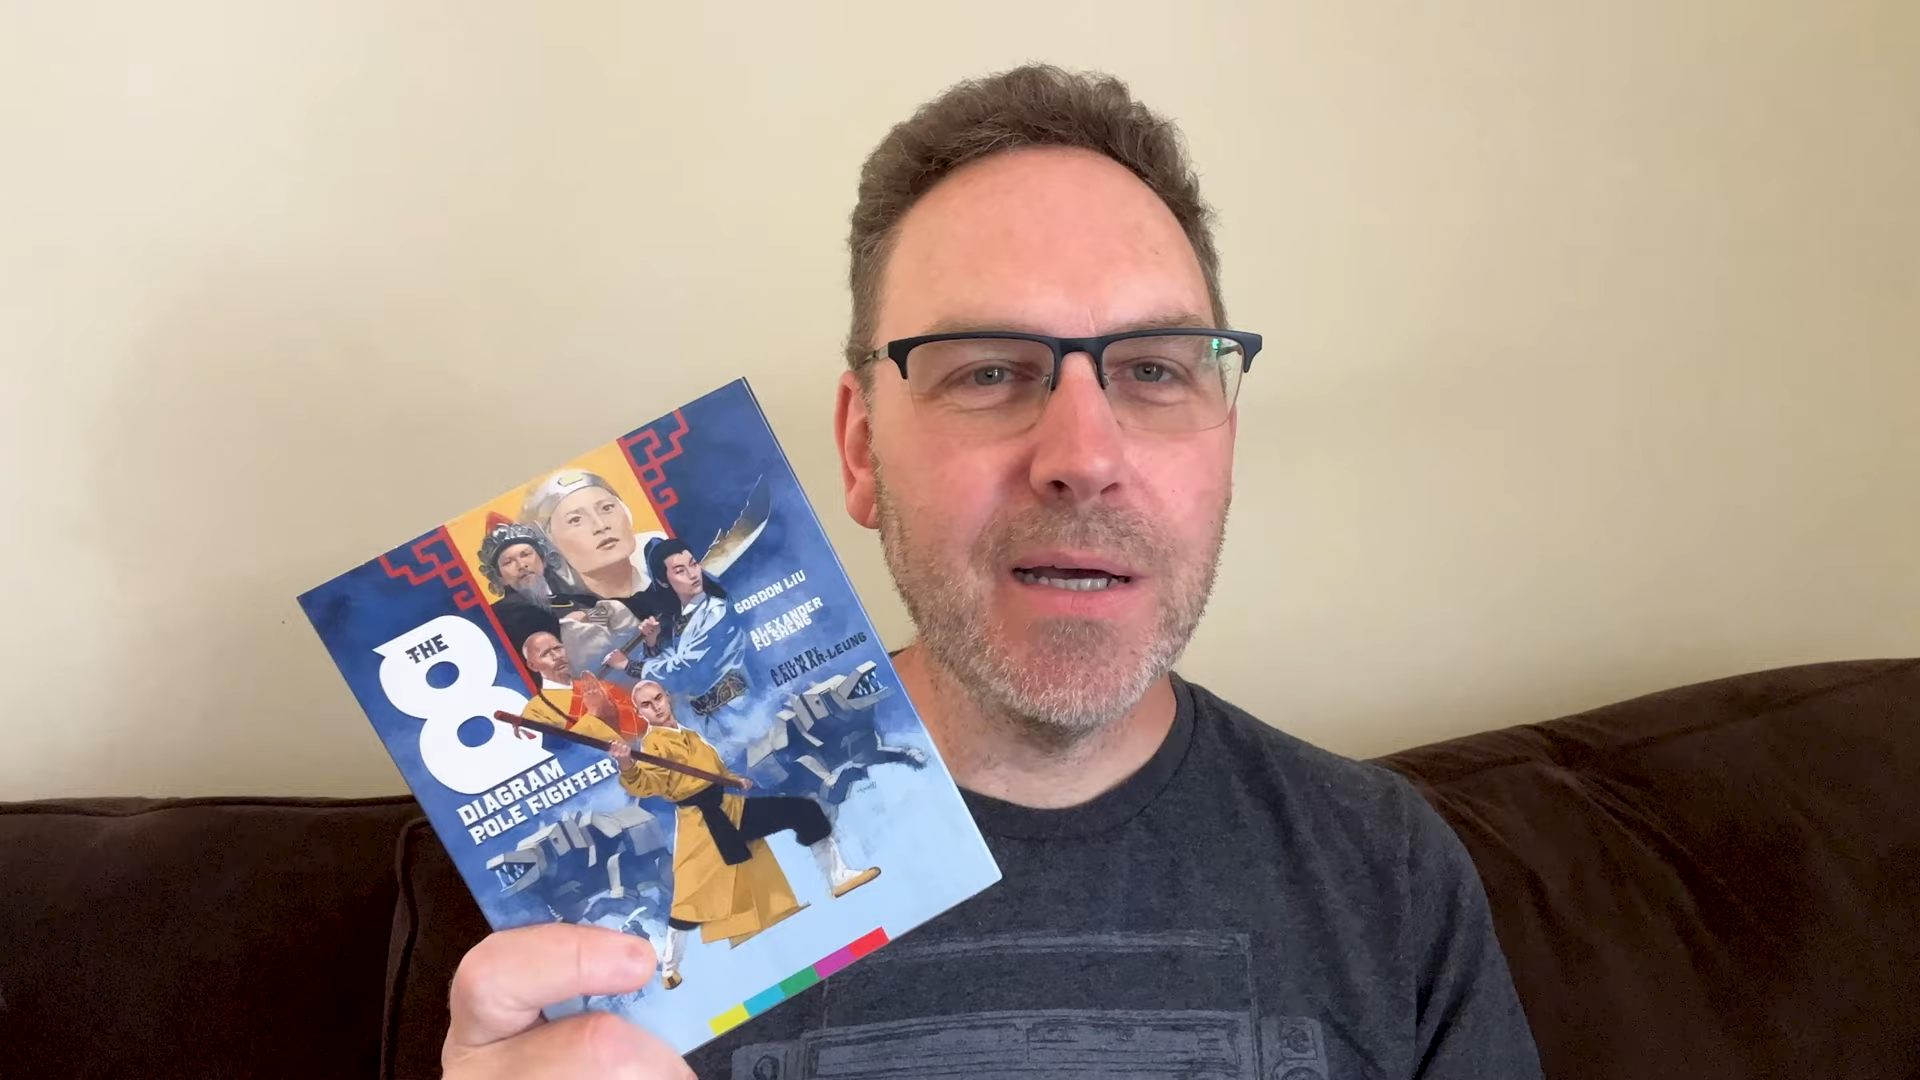 THE
8
DIAGRAM
POLE FIGHTER
GORDON LIU
ALEXANDER
FU SHENG
A FILM BY
LAU KAR-LEUNG